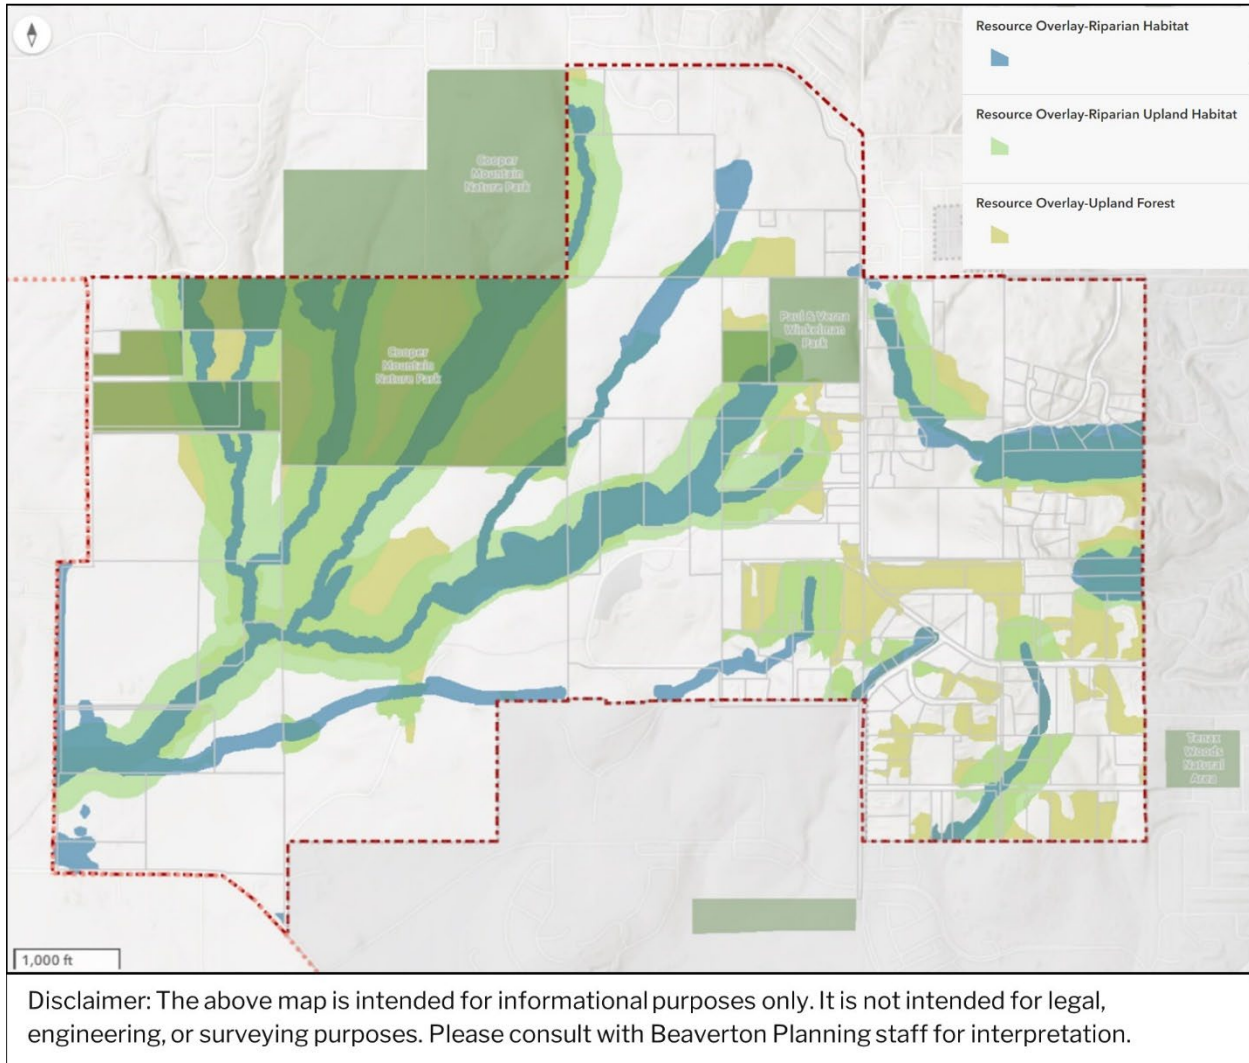 Resource Overlay-Riparian Habitat
Resource Overlay-Riparian Upland Habitat
Resource Overlay-Upland Forest
Cooper
Mountain
Nature Park
Cooper
Mountain
Nature Park
Paul & Verna
Winkelman
Park
Tenax
Woods
Natural
Area
1,000 ft
Disclaimer: The above map is intended for informational purposes only. It is not intended for legal,
engineering, or surveying purposes. Please consult with Beaverton Planning staff for interpretation.